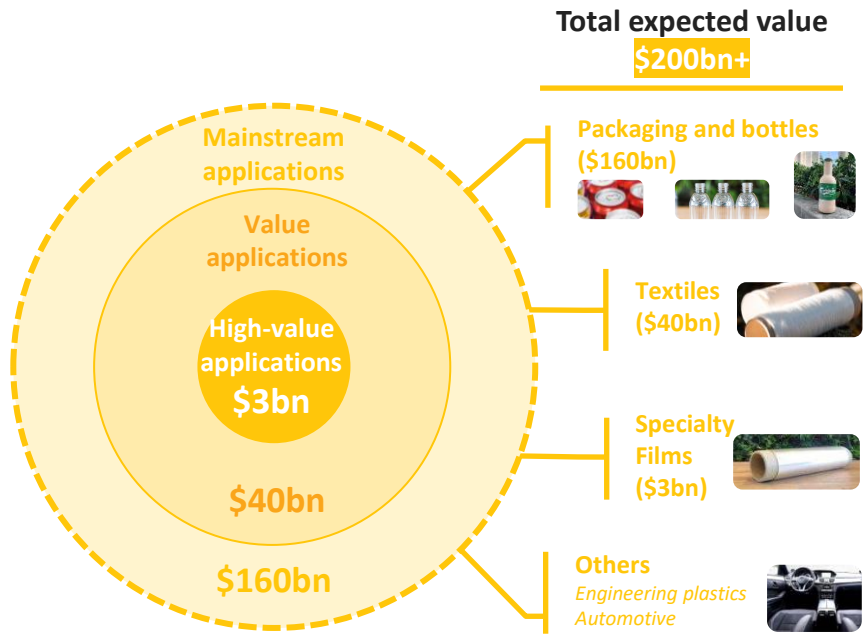 Total expected value
$200bn+
Mainstream
applications
Value
applications
High-value
applications
$3bn
$40bn
$160bn
Packaging and bottles
($160bn)
Textiles
($40bn)
Specialty
Films
($3bn)
Others
Engineering plastics
Automotive